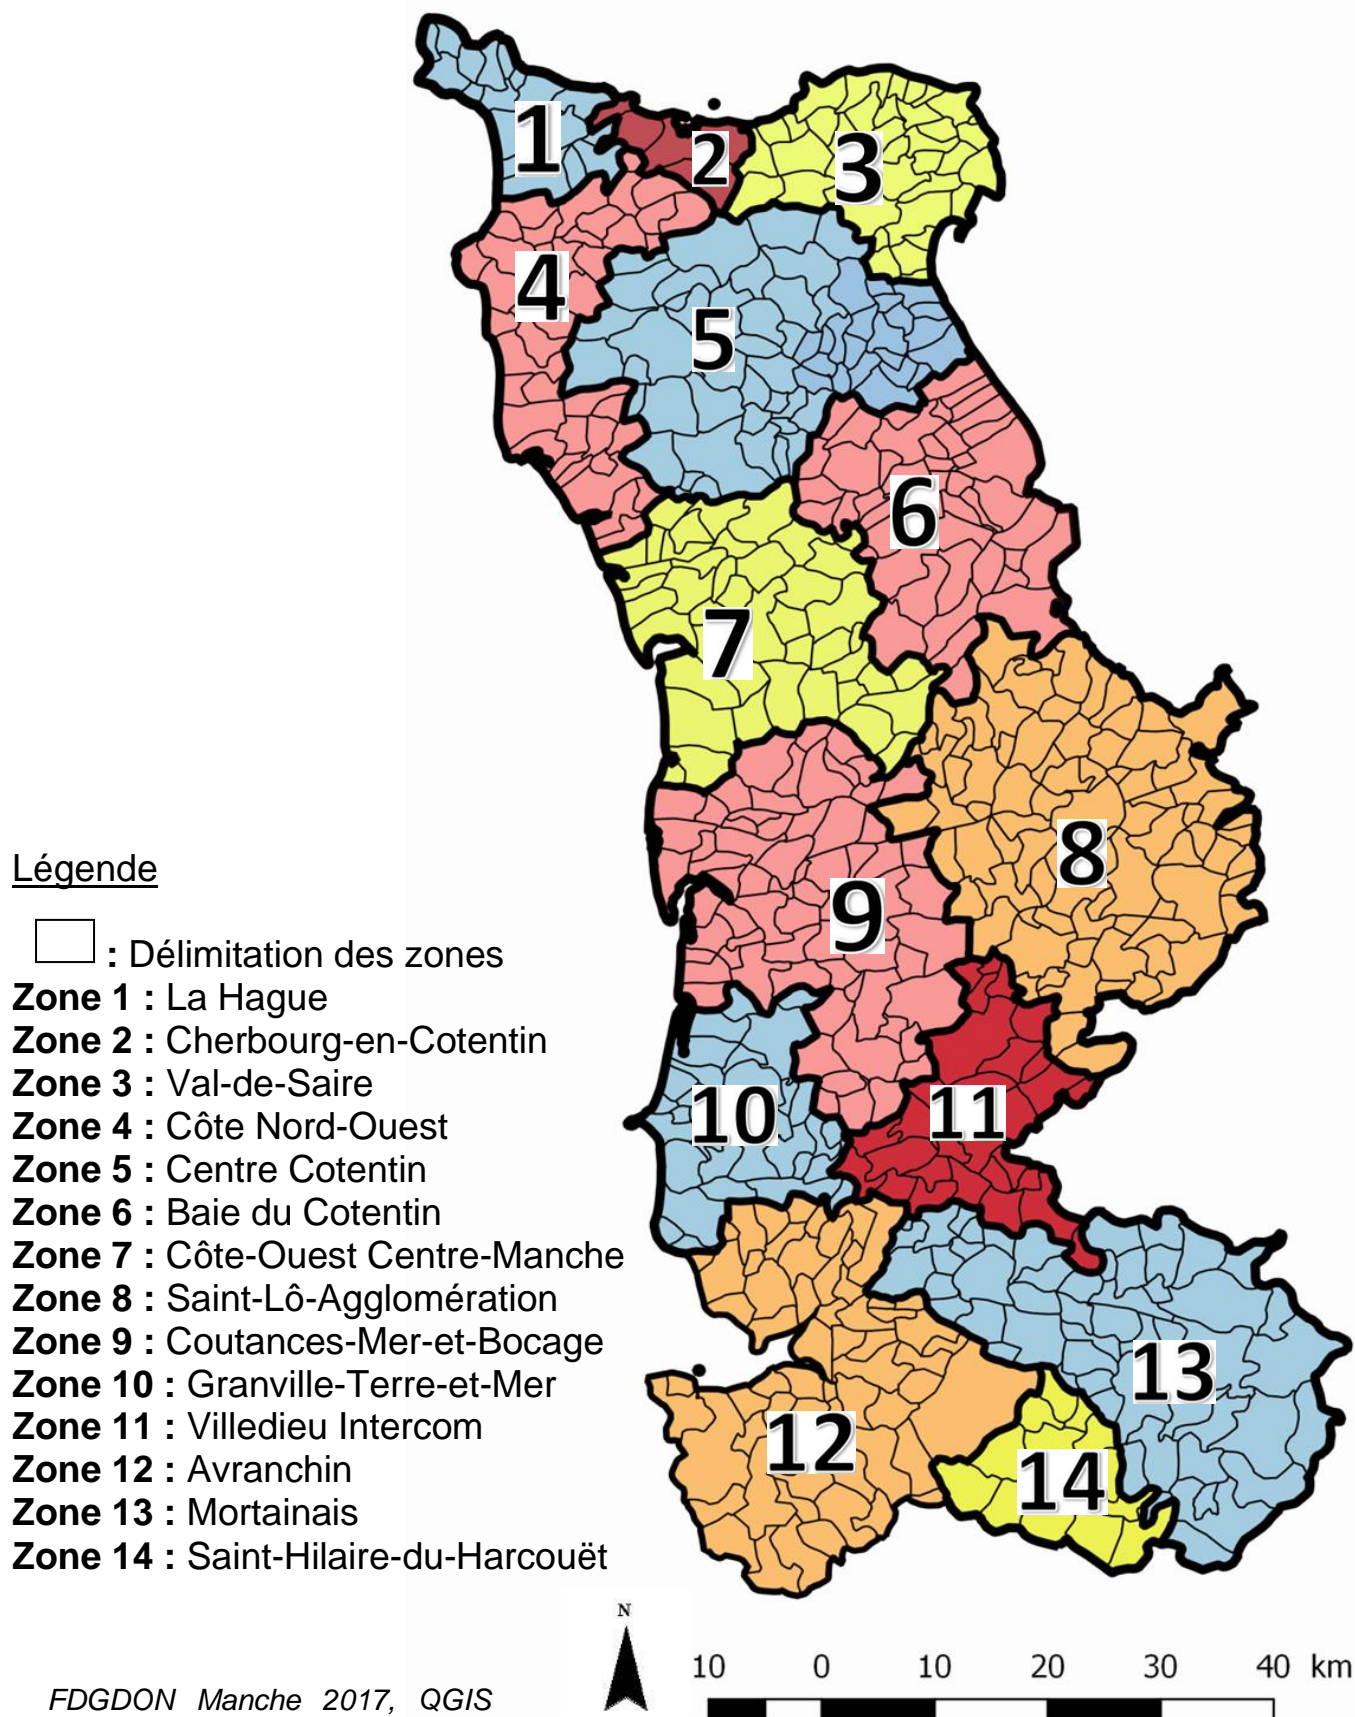 1
2
3
4
5
6
7
8
9
10
11
12
13
14
Légende
: Délimitation des zones
Zone 1 : La Hague
Zone 2 : Cherbourg-en-Cotentin
Zone 3 : Val-de-Saire
Zone 4 : Côte Nord-Ouest
Zone 5 : Centre Cotentin
Zone 6 : Baie du Cotentin
Zone 7 : Côte-Ouest Centre-Manche
Zone 8 : Saint-Lô-Agglomération
Zone 9 : Coutances-Mer-et-Bocage
Zone 10 : Granville-Terre-et-Mer
Zone 11 : Villedieu Intercom
Zone 12 : Avranchin
Zone 13 : Mortainais
Zone 14 : Saint-Hilaire-du-Harcouët
N
10 0 10 20 30 40 km
FDGDON Manche 2017, QGIS